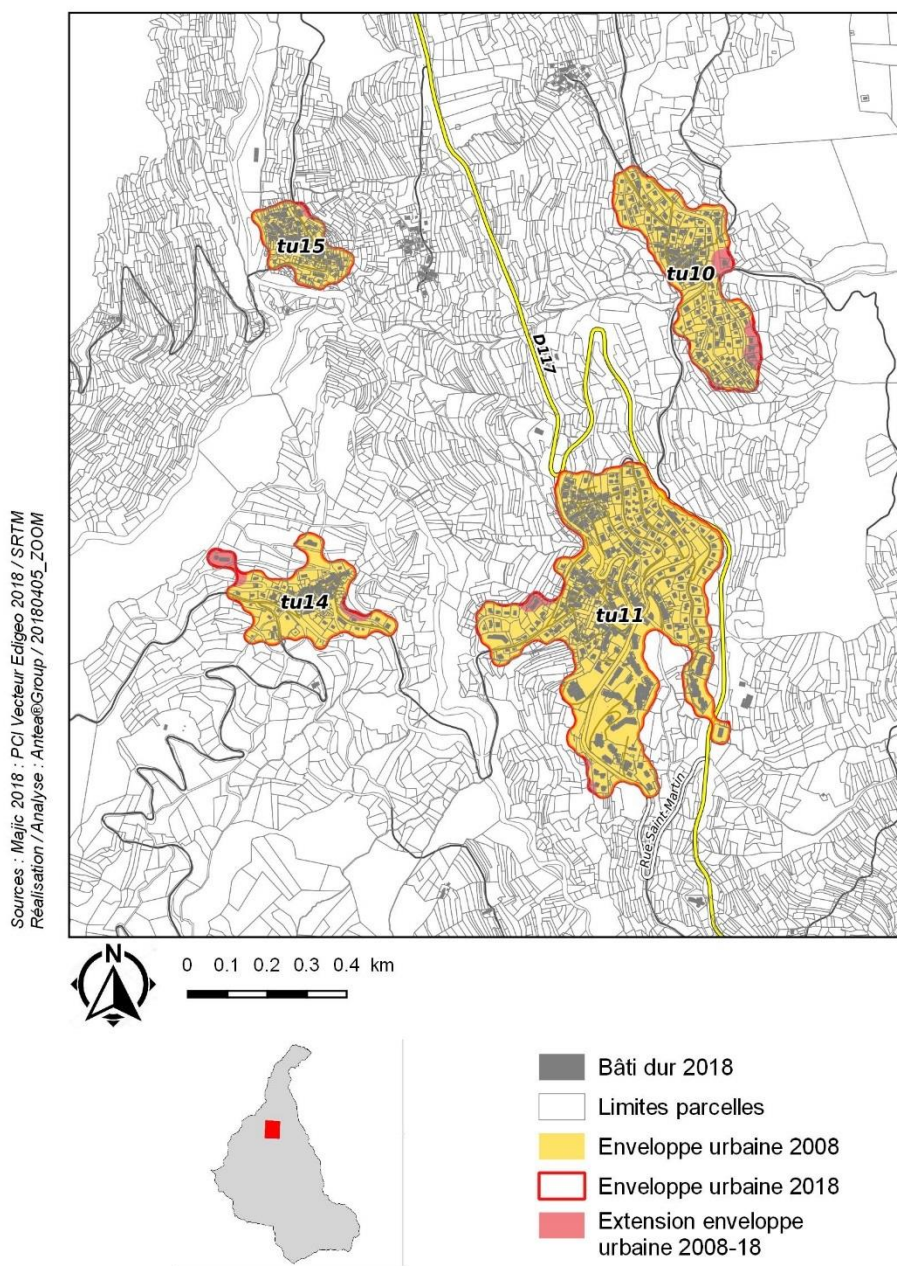 tu15
tu10
D117
tu14
tu11
Rue Saint-Martin
Sources : Majic 2018 : PCI Vecteur Edigeo 2018 / SRTM
Réalisation / Analyse : Antea®Group / 20180405_ZOOM
N
0 0.1 0.2 0.3 0.4 km
Bâti dur 2018
Limites parcelles
Enveloppe urbaine 2008
Enveloppe urbaine 2018
Extension enveloppe
urbaine 2008-18